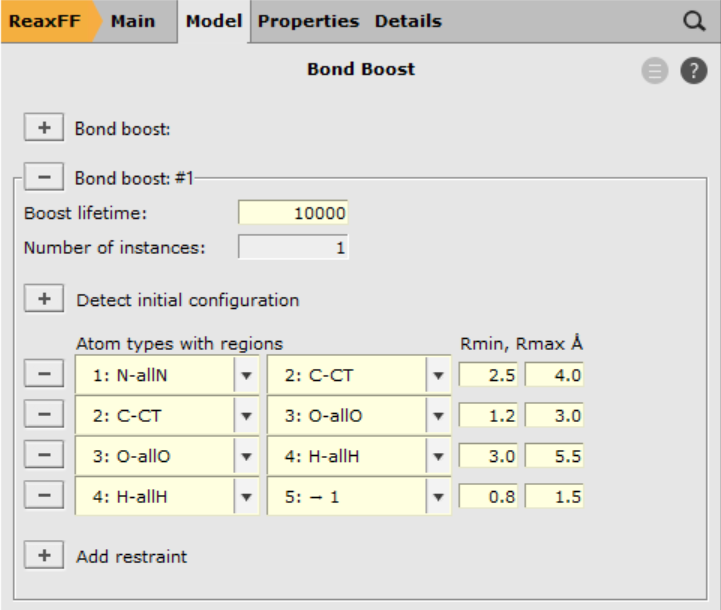 ReaxFF Main Model Properties Details
Bond Boost
+ Bond boost:
− Bond boost: #1
Boost lifetime: 10000
Number of instances: 1
+ Detect initial configuration
Atom types with regions Rmin, Rmax Å
− 1: N-allN 2: C-CT 2.5 4.0
− 2: C-CT 3: O-allO 1.2 3.0
− 3: O-allO 4: H-allH 3.0 5.5
− 4: H-allH 5: → 1 0.8 1.5
+ Add restraint